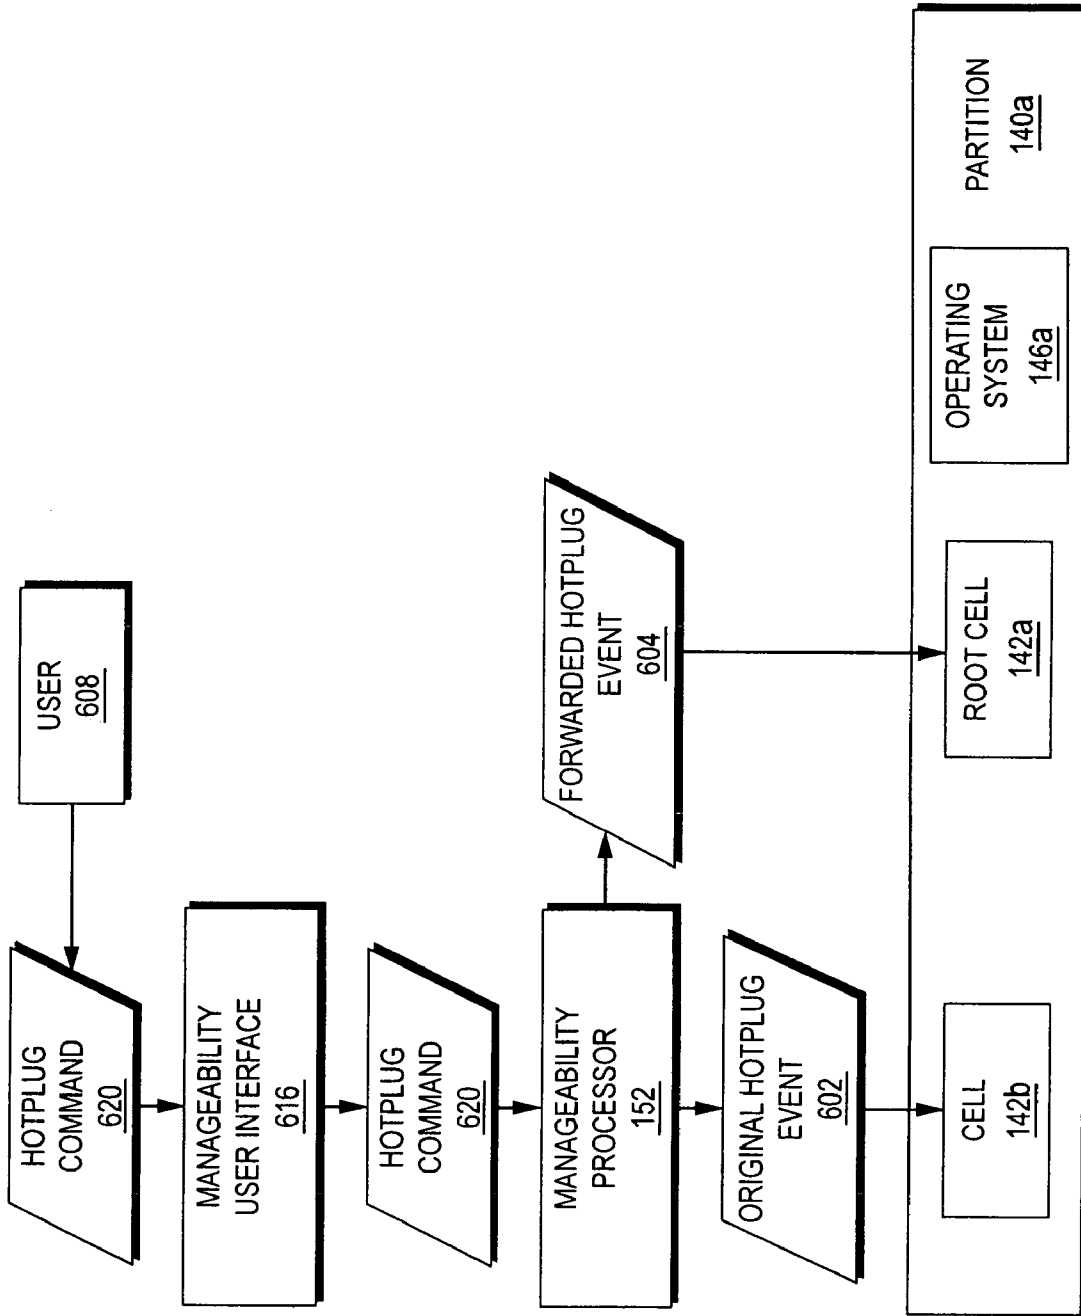 USER
608
HOTPLUG
COMMAND
620
MANAGEABILITY
USER INTERFACE
616
HOTPLUG
COMMAND
620
MANAGEABILITY
PROCESSOR
152
FORWARDED HOTPLUG
EVENT
604
ORIGINAL HOTPLUG
EVENT
602
CELL
142b
ROOT CELL
142a
OPERATING
SYSTEM
146a
PARTITION
140a